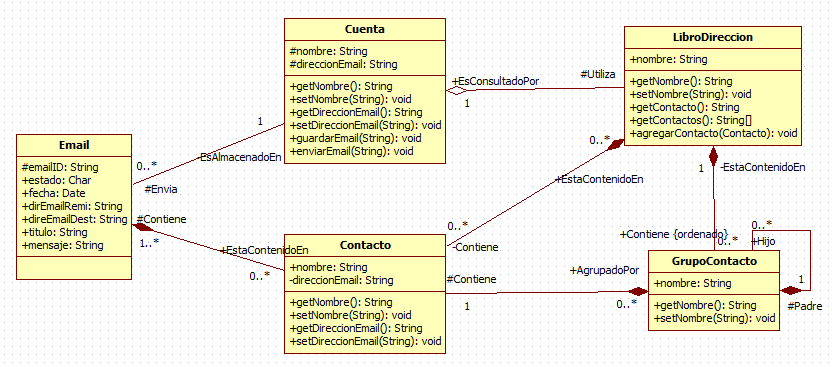 Cuenta
#nombre: String
#direccionEmail: String
+getNombre(): String
+setNombre(String): void
+getDireccionEmail(): String
+setDireccionEmail(String): void
+guardarEmail(String): void
+enviarEmail(String): void
LibroDireccion
+nombre: String
+getNombre(): String
+setNombre(String): void
+getContacto(): String
+getContactos(): String[]
+agregarContacto(Contacto): void
+EsConsultadoPor
#Utiliza
1
1
-EsAlmacenadoEn
0..*
#Envia
Email
#emailID: String
+estado: Char
+fecha: Date
+dirEmailRemi: String
+direEmailDest: String
+titulo: String
+mensaje: String
0..*
+EstaContenidoEn
0..*
-Contiene
1
-EstaContenidoEn
+Contiene {ordenado}
0..*
#Contiene
1..*
+EstaContenidoEn
0..*
Contacto
+nombre: String
-direccionEmail: String
+getNombre(): String
+setNombre(String): void
+getDireccionEmail(): String
+setDireccionEmail(String): void
#Contiene
1
+AgrupadoPor
0..*
0..*
+Hijo
1
#Padre
GrupoContacto
+nombre: String
+getNombre(): String
+setNombre(String): void